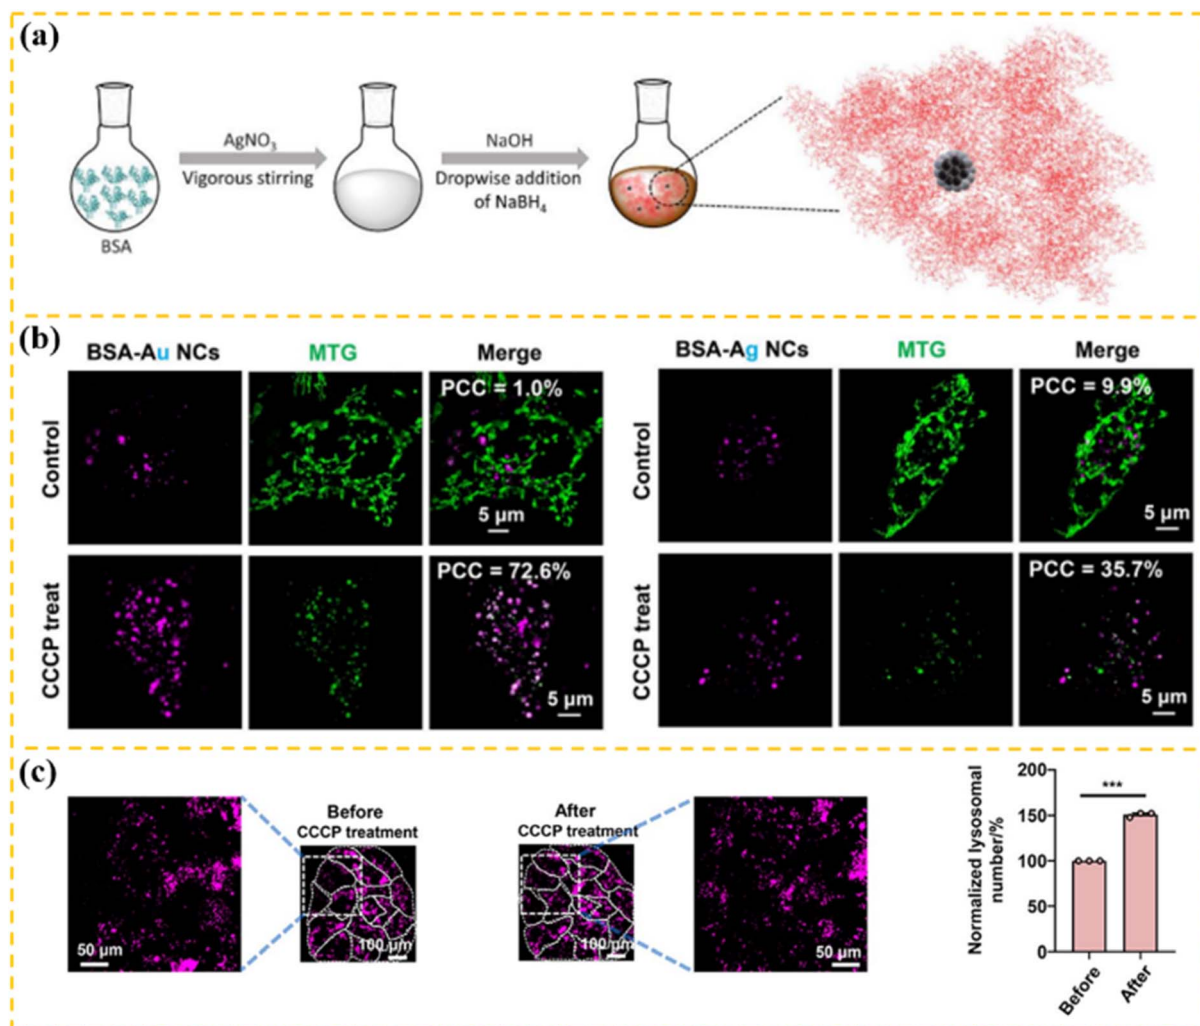 (a)
AgNO3
Vigorous stirring
NaOH
Dropwise addition
of NaBH4
BSA
(b)
BSA-Au NCs
MTG
Merge
BSA-Ag NCs
MTG
Merge
Control
PCC = 1.0%
5 μm
Control
PCC = 9.9%
5 μm
CCCP treat
PCC = 72.6%
5 μm
CCCP treat
PCC = 35.7%
5 μm
(c)
50 μm
Before
CCCP treatment
100 μm
After
CCCP treatment
100 μm
50 μm
Normalized lysosomal
number/%
200
150
100
50
0
***
Before
After